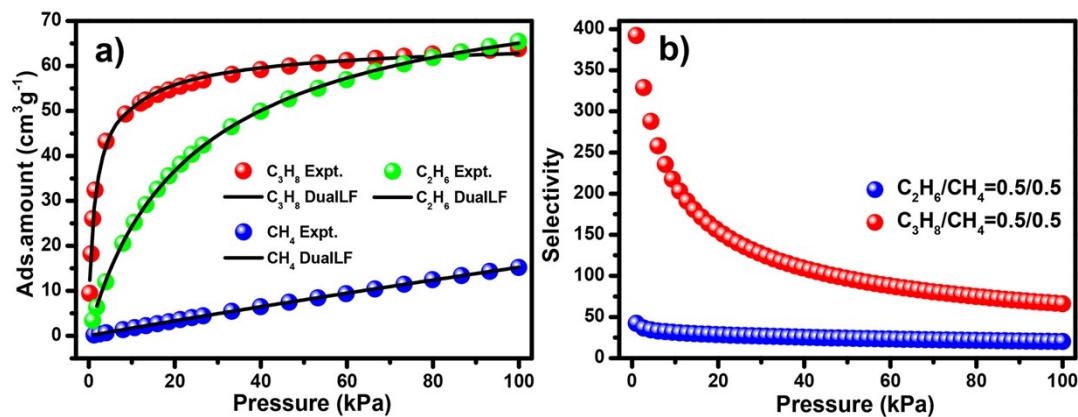 a)
Ads.amount (cm³g⁻¹)
70
60
50
40
30
20
10
0
C₃H₈ Expt.
C₂H₆ Expt.
C₃H₈ DualLF
C₂H₆ DualLF
CH₄ Expt.
CH₄ DualLF
0 20 40 60 80 100
Pressure (kPa)
b)
Selectivity
400
350
300
250
200
150
100
50
0
C₂H₆/CH₄=0.5/0.5
C₃H₈/CH₄=0.5/0.5
0 20 40 60 80 100
Pressure (kPa)